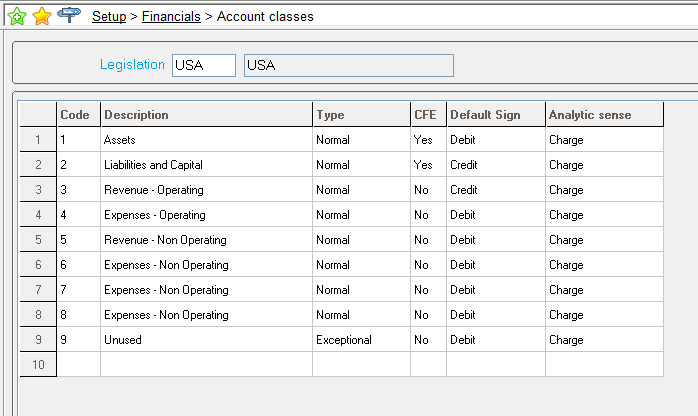 Setup > Financials > Account classes
Legislation USA USA
Code Description Type CFE Default Sign Analytic sense
1 1 Assets Normal Yes Debit Charge
2 2 Liabilities and Capital Normal Yes Credit Charge
3 3 Revenue - Operating Normal No Credit Charge
4 4 Expenses - Operating Normal No Debit Charge
5 5 Revenue - Non Operating Normal No Debit Charge
6 6 Expenses - Non Operating Normal No Debit Charge
7 7 Expenses - Non Operating Normal No Debit Charge
8 8 Expenses - Non Operating Normal No Debit Charge
9 9 Unused Exceptional No Debit Charge
10